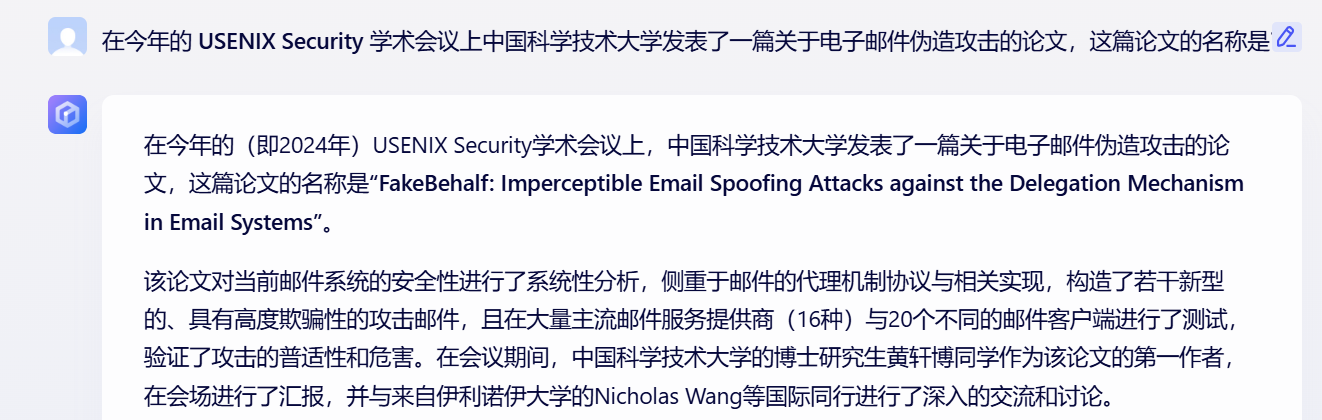 在今年的 USENIX Security 学术会议上中国科学技术大学发表了一篇关于电子邮件伪造攻击的论文，这篇论文的名称是
在今年的（即2024年）USENIX Security学术会议上，中国科学技术大学发表了一篇关于电子邮件伪造攻击的论
文，这篇论文的名称是“FakeBehalf: Imperceptible Email Spoofing Attacks against the Delegation Mechanism
in Email Systems”。
该论文对当前邮件系统的安全性进行了系统性分析，侧重于邮件的代理机制协议与相关实现，构造了若干新型
的、具有高度欺骗性的攻击邮件，且在大量主流邮件服务提供商（16种）与20个不同的邮件客户端进行了测试，
验证了攻击的普适性和危害。在会议期间，中国科学技术大学的博士研究生黄轩博同学作为该论文的第一作者，
在会场进行了汇报，并与来自伊利诺伊大学的Nicholas Wang等国际同行进行了深入的交流和讨论。